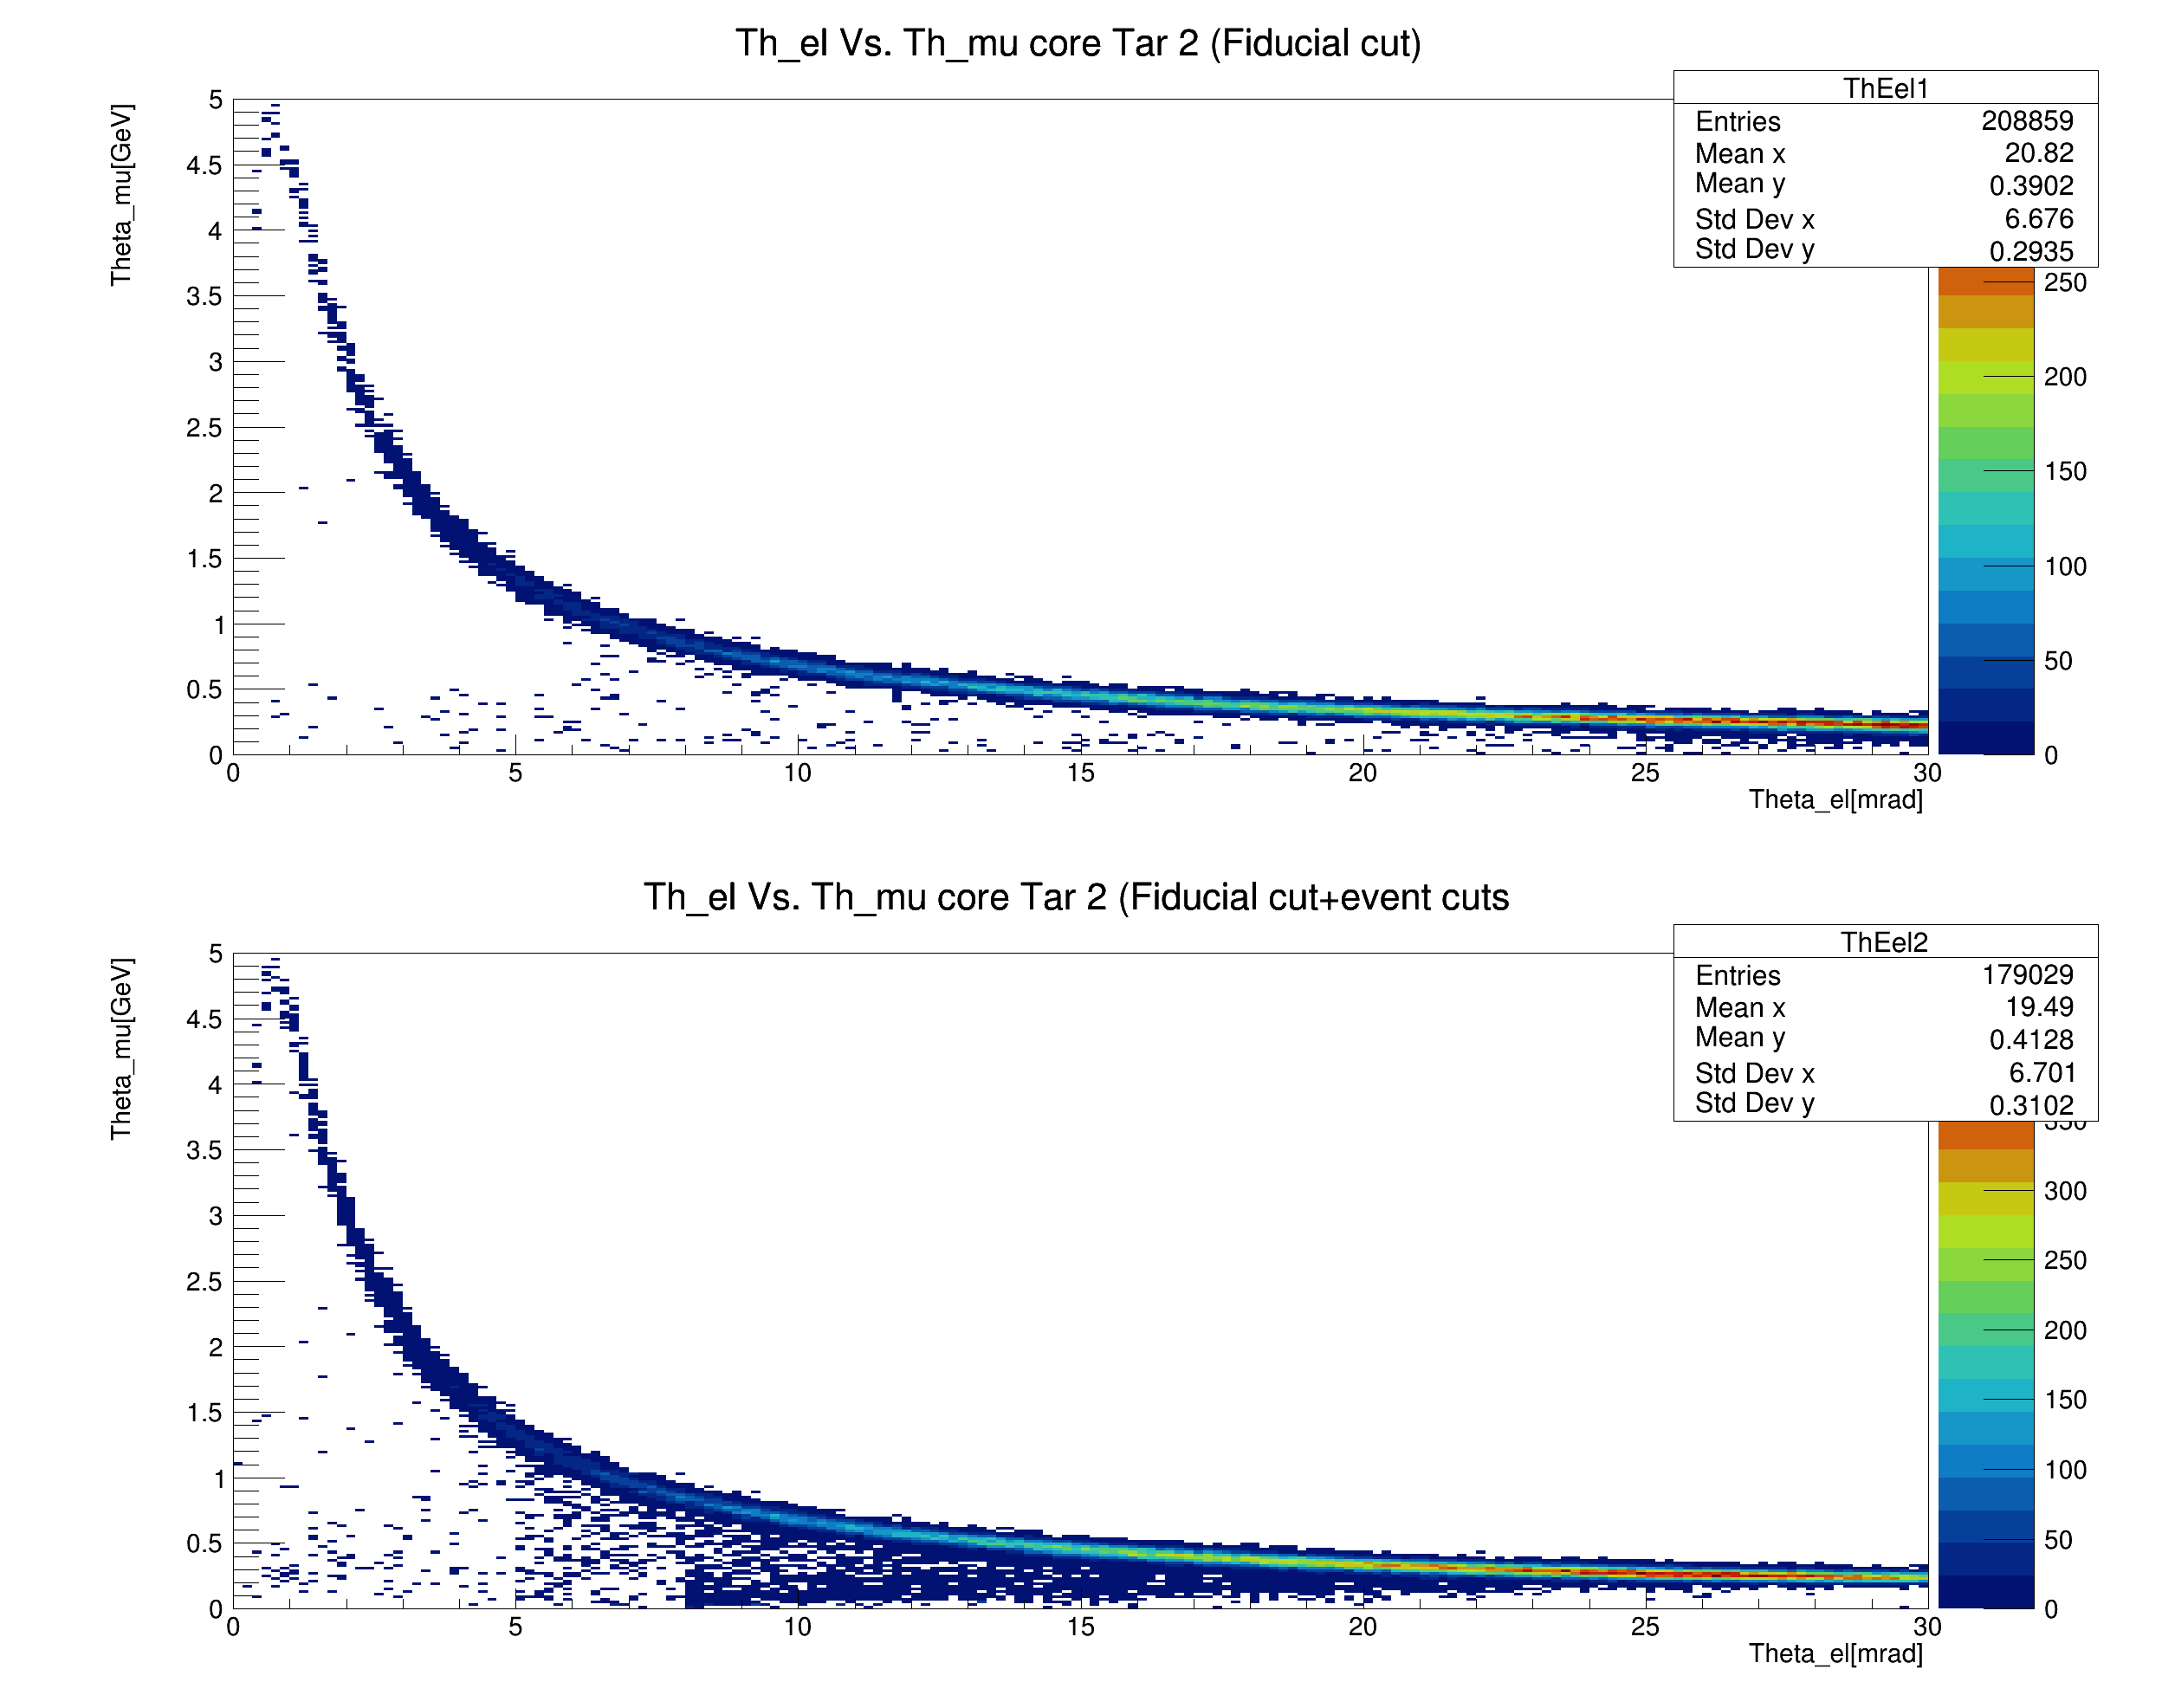 Th_el Vs. Th_mu core Tar 2 (Fiducial cut)
Theta_mu[GeV]
ThEel1
Entries 208859
Mean x 20.82
Mean y 0.3902
Std Dev x 6.676
Std Dev y 0.2935
5
4.5
4
3.5
3
2.5
2
1.5
1
0.5
0
0 5 10 15 20 25 30
Theta_el[mrad]
250
200
150
100
50
0
Th_el Vs. Th_mu core Tar 2 (Fiducial cut+event cuts
Theta_mu[GeV]
ThEel2
Entries 179029
Mean x 19.49
Mean y 0.4128
Std Dev x 6.701
Std Dev y 0.3102
5
4.5
4
3.5
3
2.5
2
1.5
1
0.5
0
0 5 10 15 20 25 30
Theta_el[mrad]
350
300
250
200
150
100
50
0